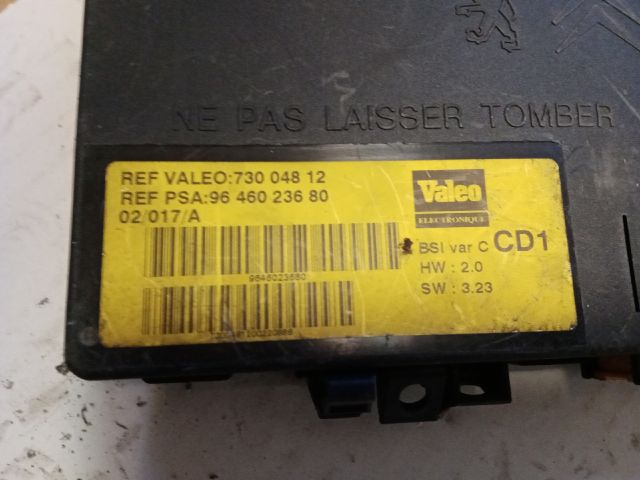 NE PAS LAISSER TOMBER
REF VALEO:730 048 12
REF PSA:96 460 236 80
02/017/A
Valeo
ELECTRONIQUE
BSI var C CD1
HW : 2.0
SW : 3.23
9646023680